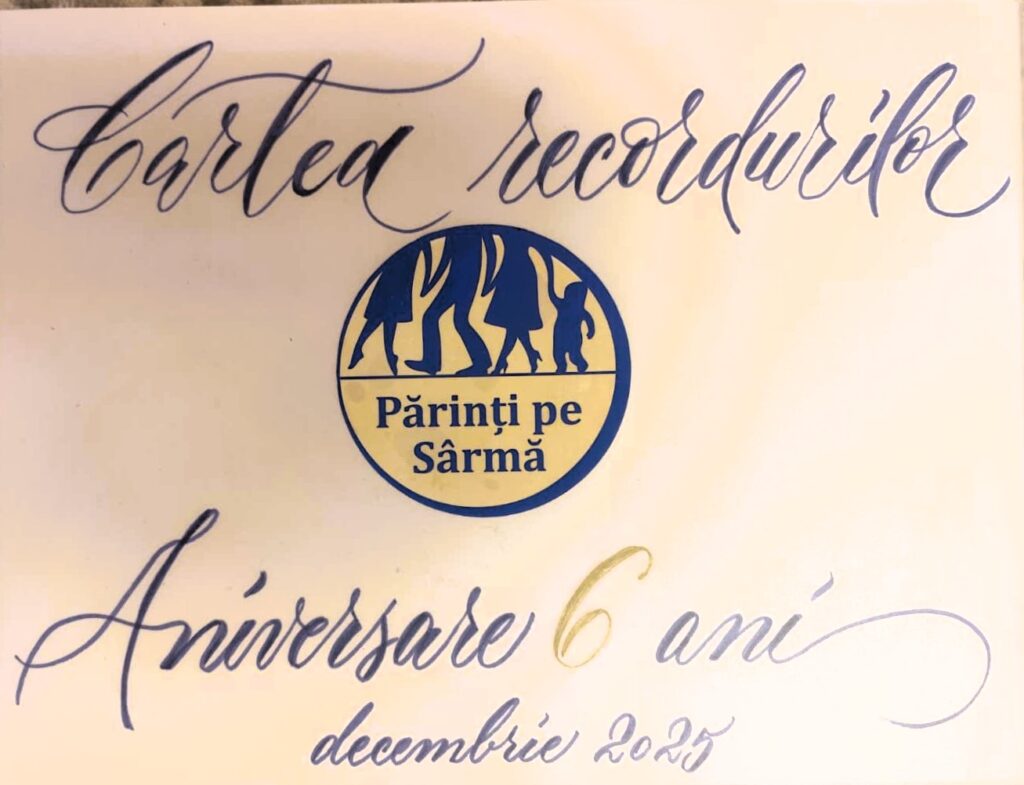 Cartea recordurilor
Părinți pe
Sârmă
Aniversare 6 ani
decembrie 2025